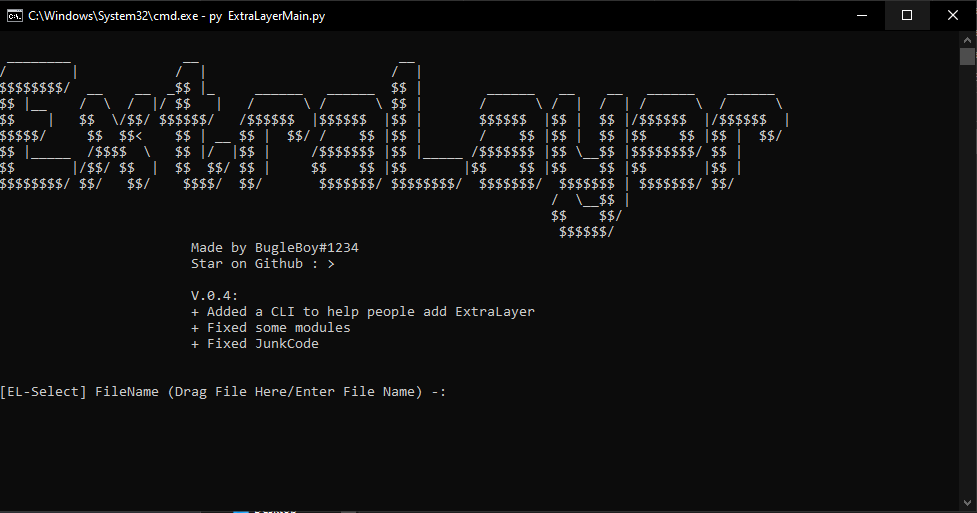 C:\Windows\System32\cmd.exe - py ExtraLayerMain.py
ExtraLayer
Made by BugleBoy#1234
Star on Github : >
V.0.4:
+ Added a CLI to help people add ExtraLayer
+ Fixed some modules
+ Fixed JunkCode
[EL-Select] FileName (Drag File Here/Enter File Name) -: